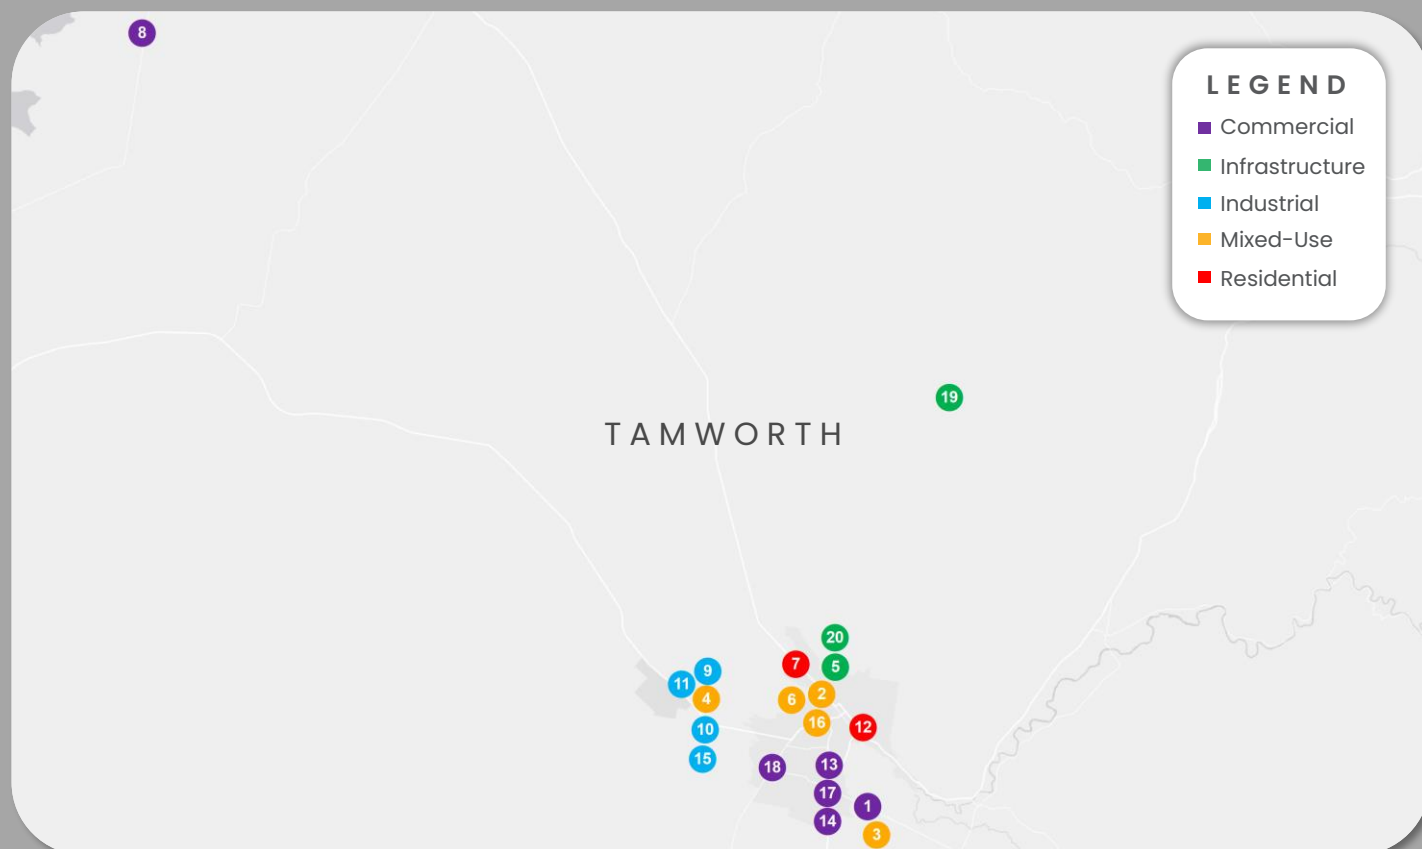 8
LEGEND
Commercial
Infrastructure
Industrial
Mixed-Use
Residential
19
TAMWORTH
20
7
5
9
11
4
6
2
16
12
10
15
18
13
17
1
14
3